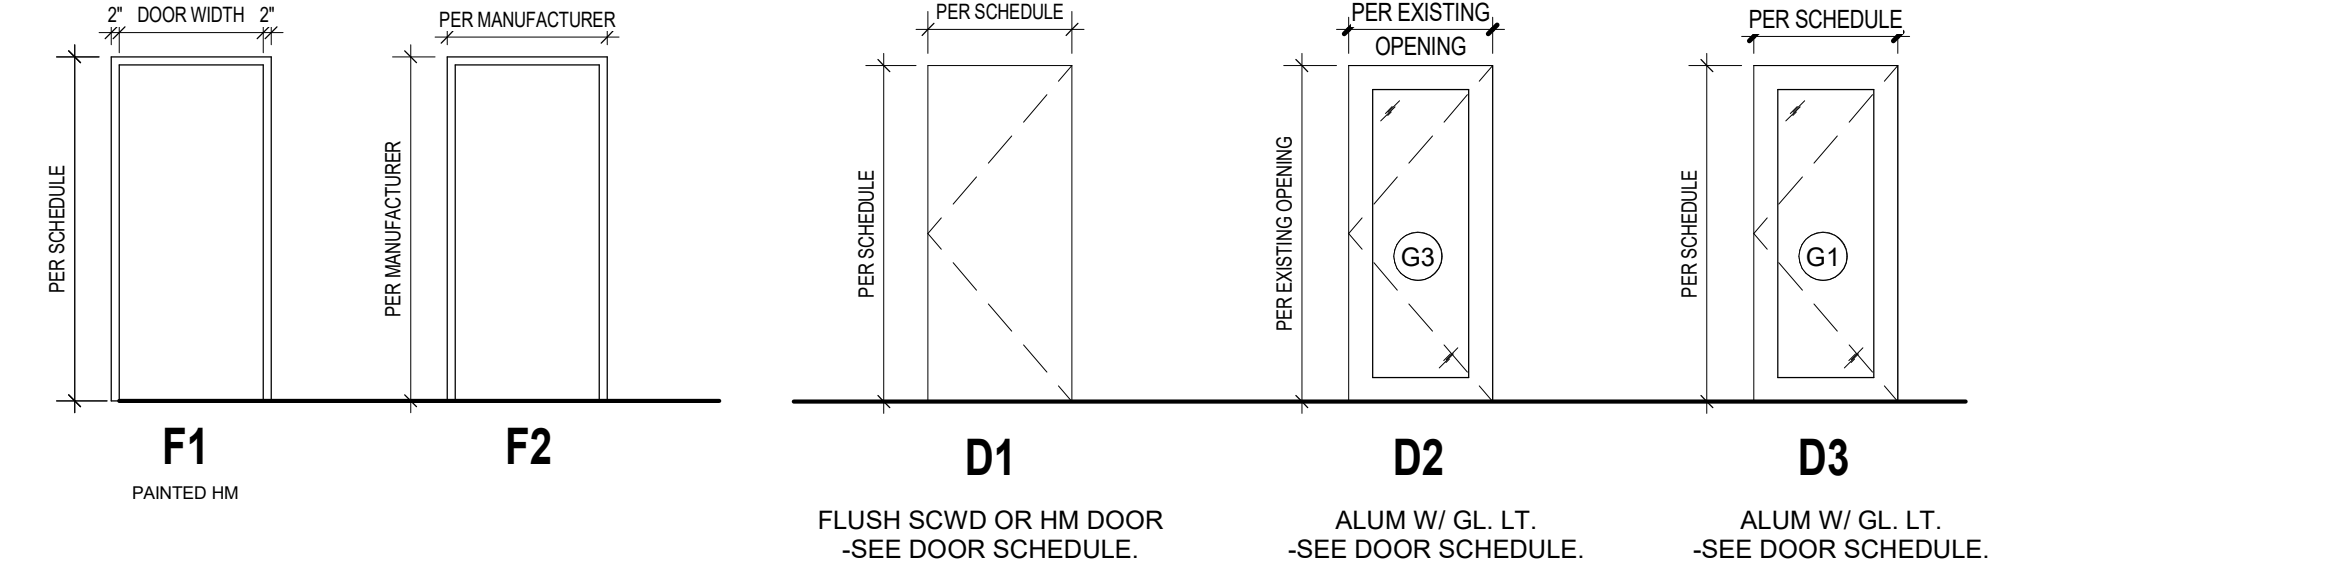 2" DOOR WIDTH 2"
PER SCHEDULE
F1
PAINTED HM
PER MANUFACTURER
PER MANUFACTURER
F2
PER SCHEDULE
PER SCHEDULE
D1
FLUSH SCWD OR HM DOOR
-SEE DOOR SCHEDULE.
PER EXISTING
OPENING
PER EXISTING OPENING
G3
D2
ALUM W/ GL. LT.
-SEE DOOR SCHEDULE.
PER SCHEDULE
PER SCHEDULE
G1
D3
ALUM W/ GL. LT.
-SEE DOOR SCHEDULE.